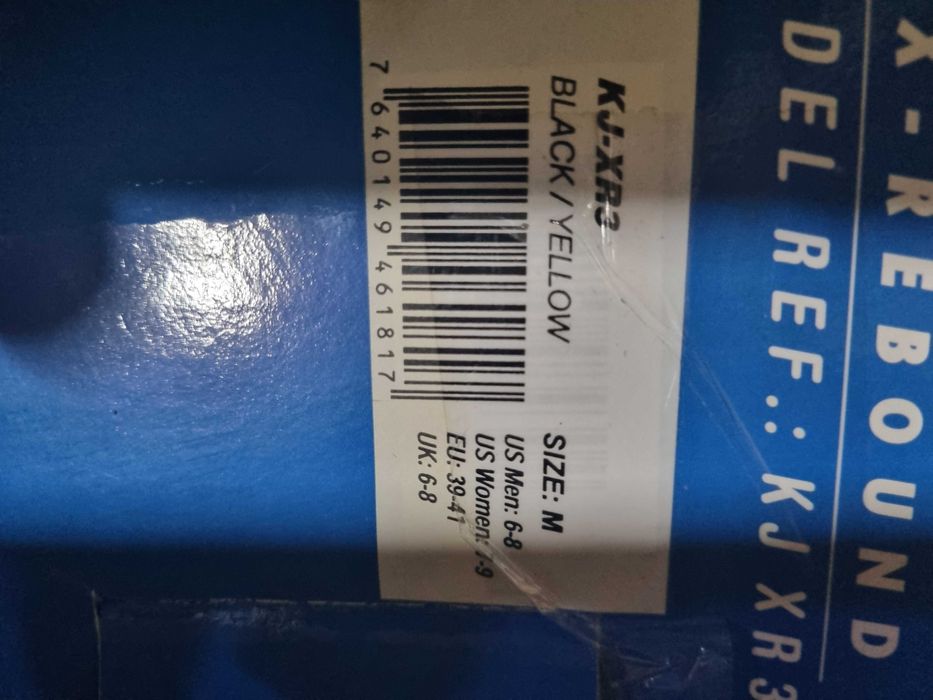 X-REBOUND
DEL REF.: KJ XR3
KJ-XR3
BLACK / YELLOW
7 640149 461817
SIZE: M
US Men: 6-8
US Women: 7-9
EU: 39-41
UK: 6-8